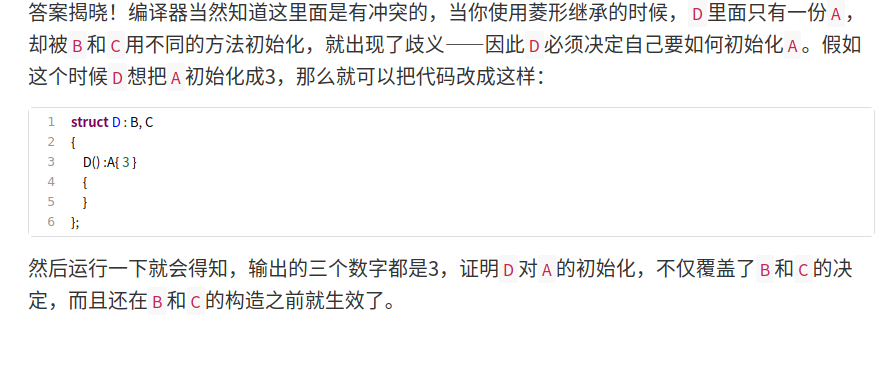 答案揭晓！编译器当然知道这里面是有冲突的，当你使用菱形继承的时候， D 里面只有一份 A ，
却被 B 和 C 用不同的方法初始化，就出现了歧义——因此 D 必须决定自己要如何初始化 A 。假如
这个时候 D 想把 A 初始化成3，那么就可以把代码改成这样：
1 struct D : B, C
2 {
3 D() :A{ 3 }
4 {
5 }
6 };
然后运行一下就会得知，输出的三个数字都是3，证明 D 对 A 的初始化，不仅覆盖了 B 和 C 的决
定，而且还在 B 和 C 的构造之前就生效了。